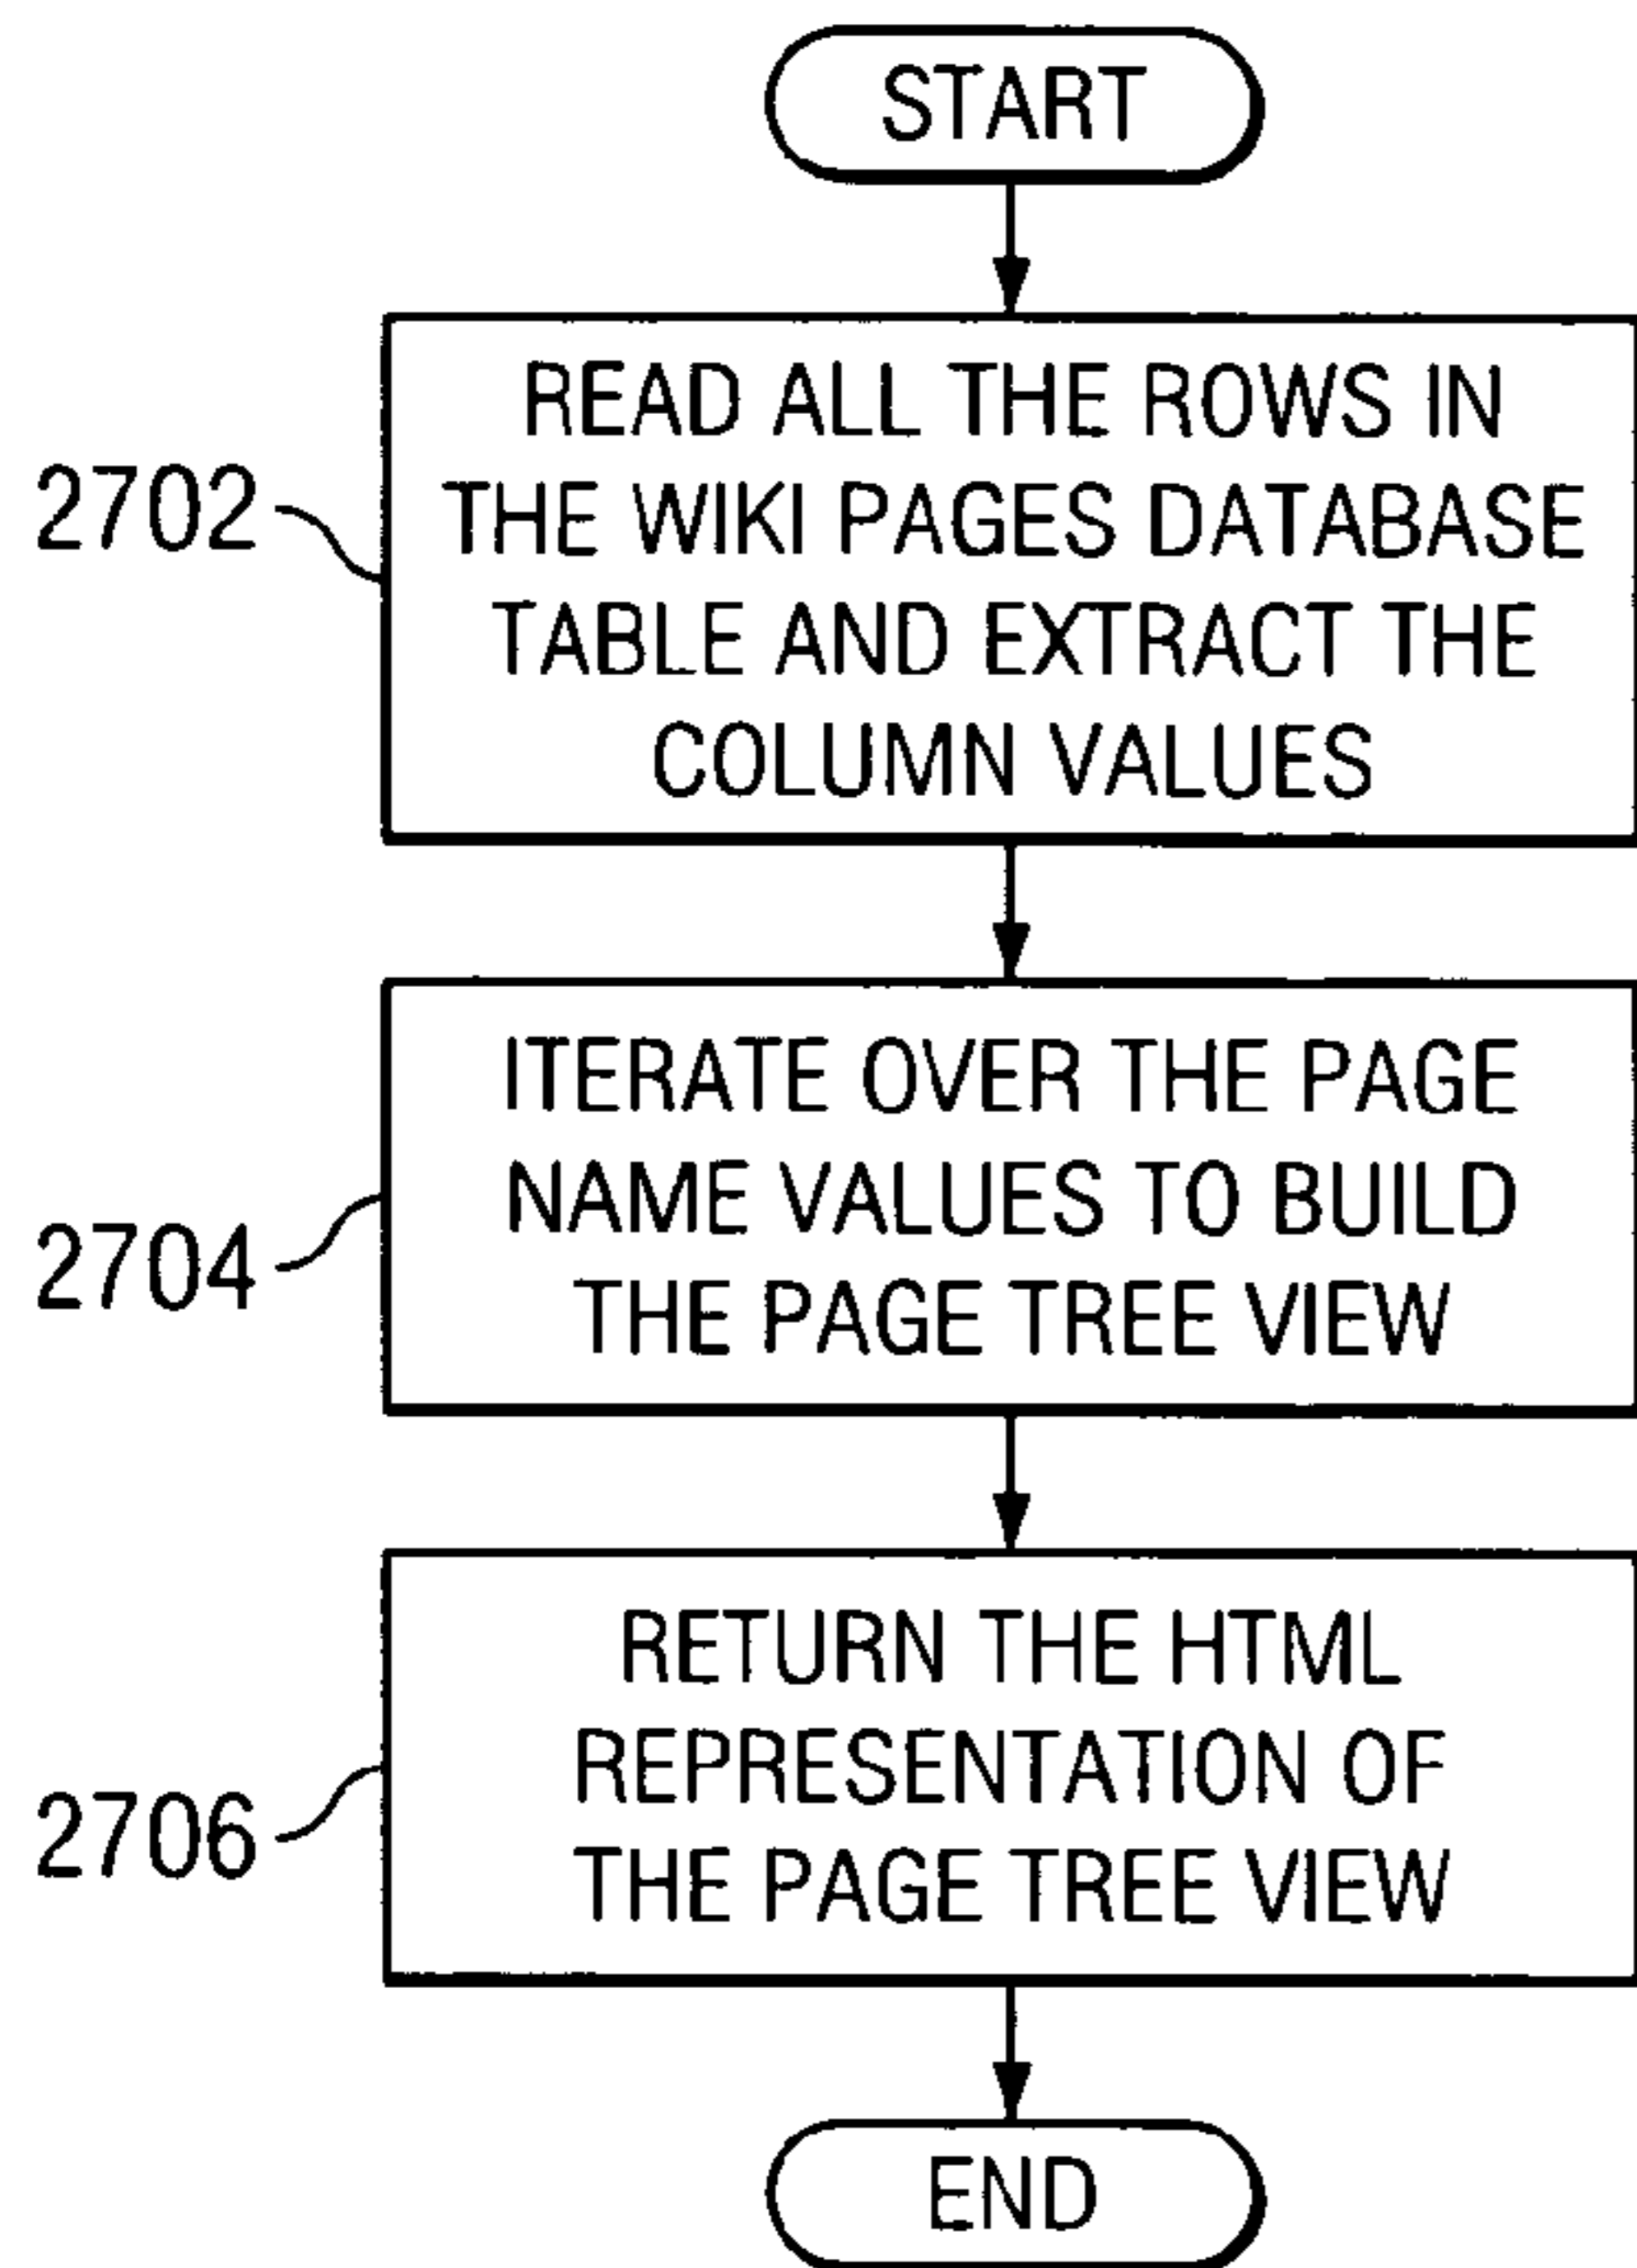 START
READ ALL THE ROWS IN
THE WIKI PAGES DATABASE
TABLE AND EXTRACT THE
COLUMN VALUES
2702
ITERATE OVER THE PAGE
NAME VALUES TO BUILD
THE PAGE TREE VIEW
2704
RETURN THE HTML
REPRESENTATION OF
THE PAGE TREE VIEW
2706
END